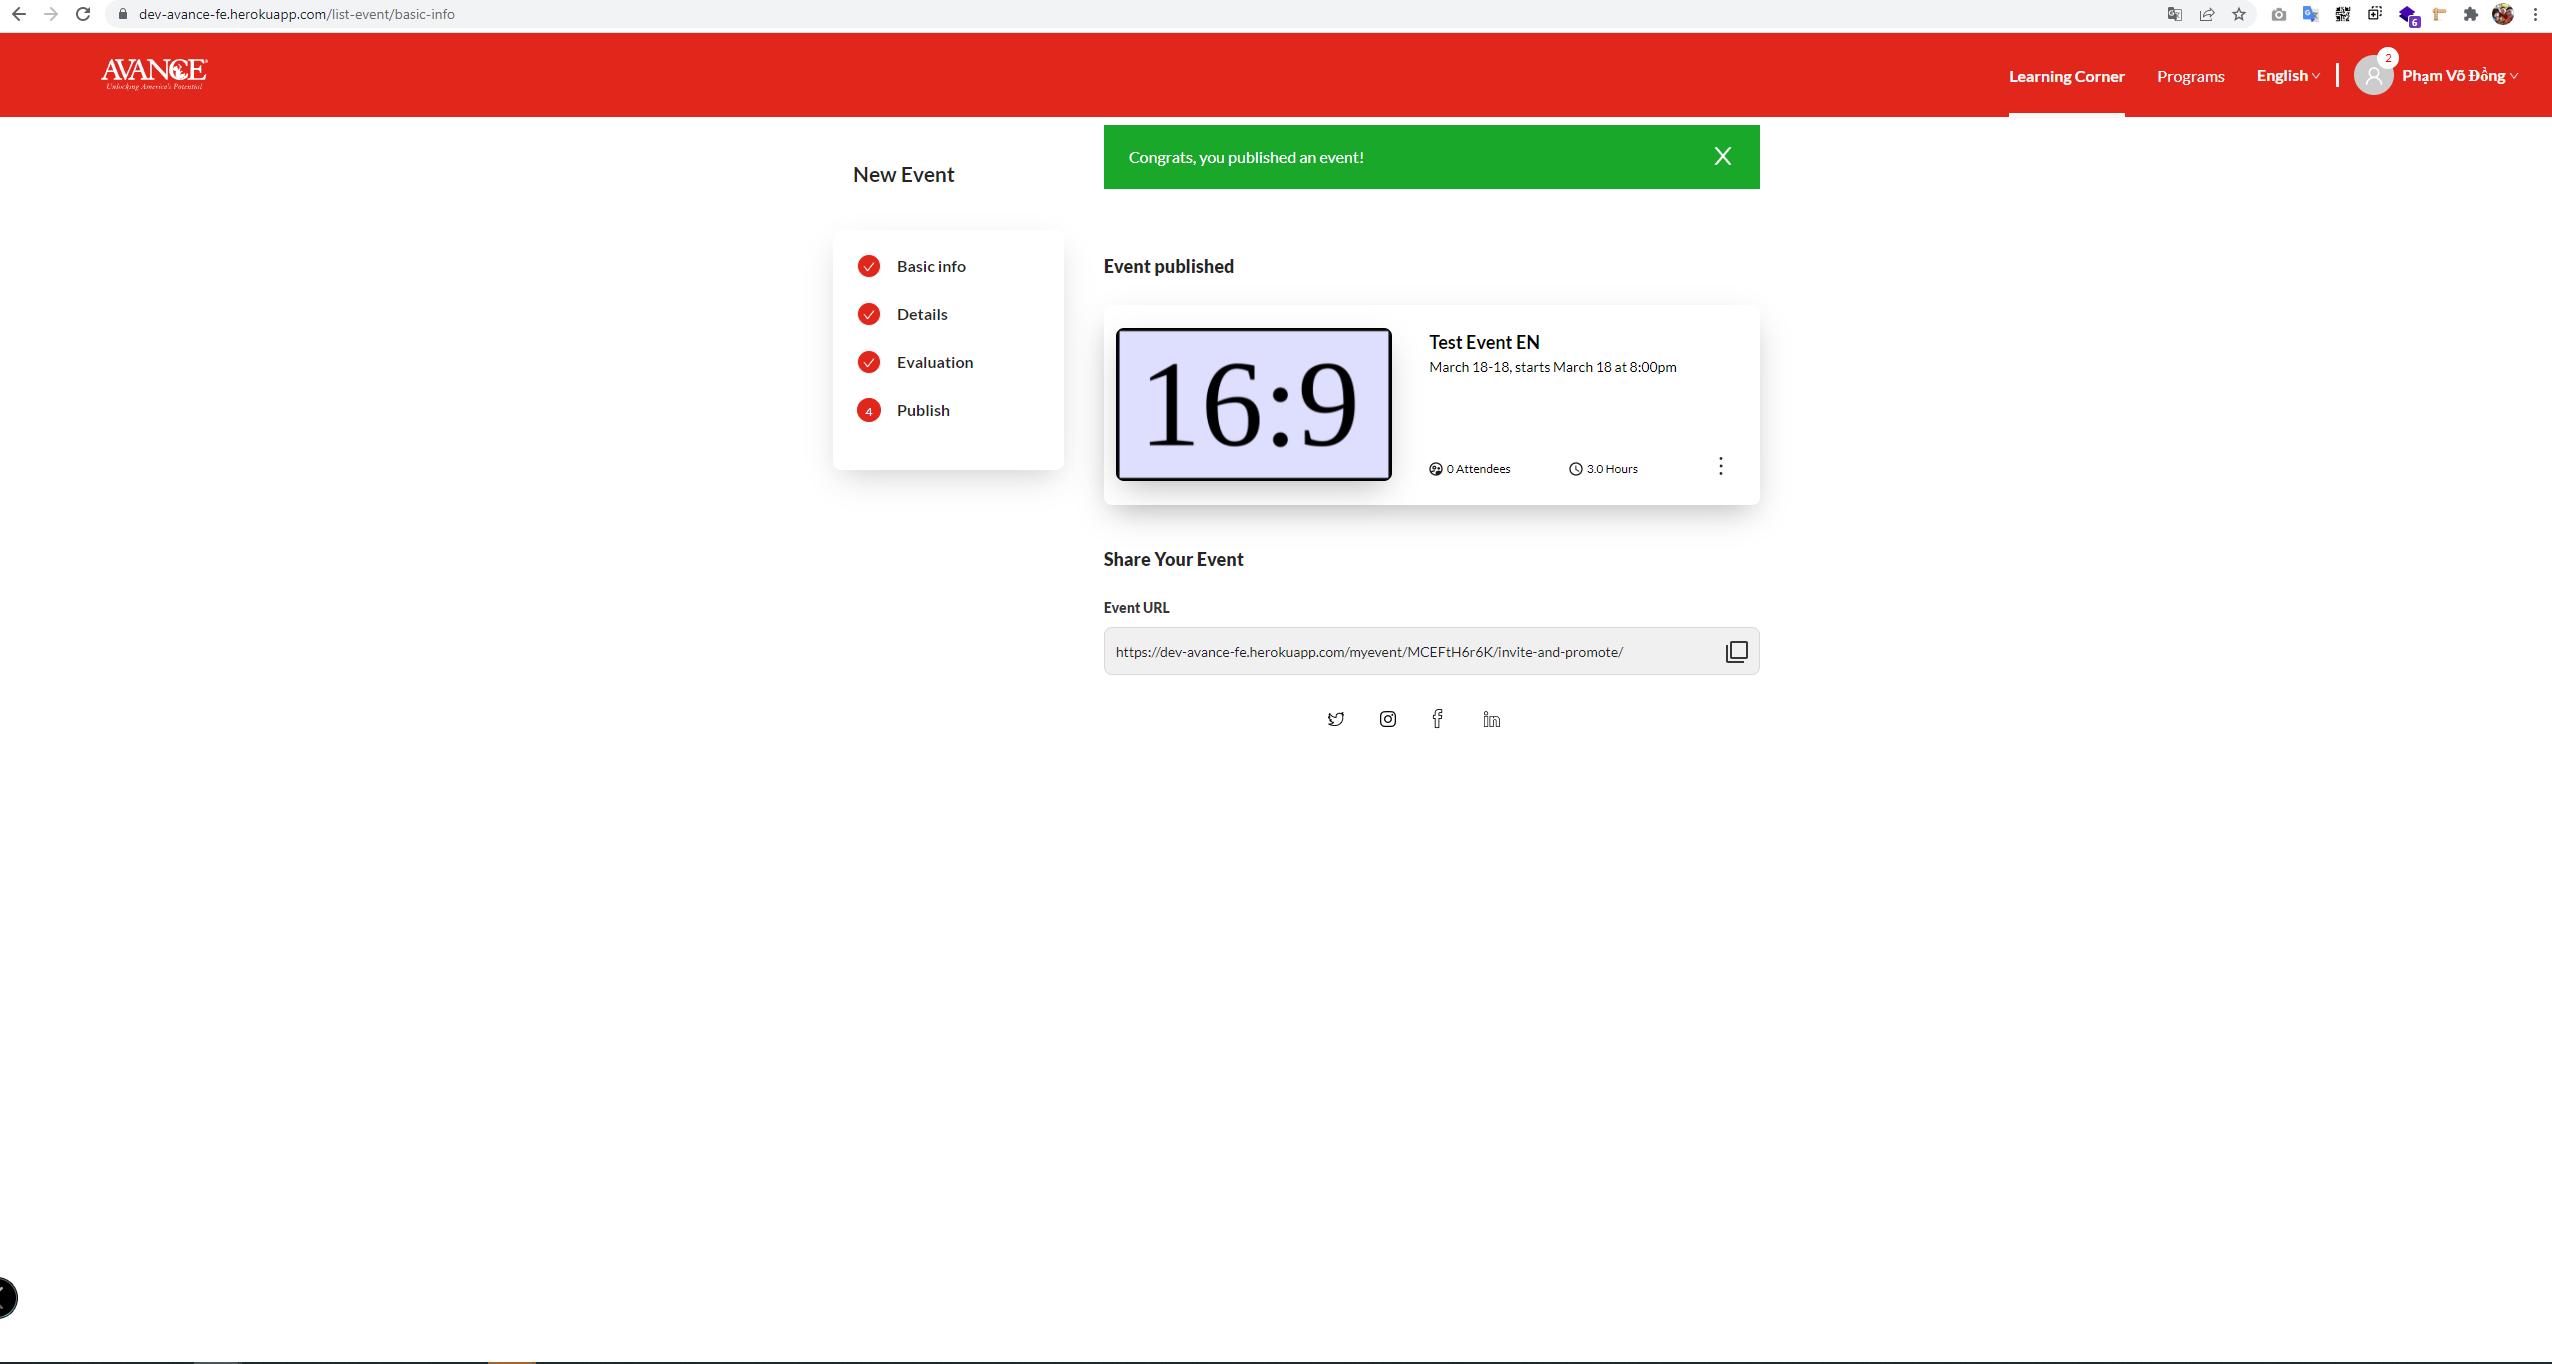 dev-avance-fe.herokuapp.com/list-event/basic-info
6
AVANCE
Unlocking America's Potential
Learning Corner
Programs
English
2
Phạm Võ Đồng
Congrats, you published an event!
New Event
Basic info
Details
Evaluation
4 Publish
Event published
16:9
Test Event EN
March 18-18, starts March 18 at 8:00pm
0 Attendees
3.0 Hours
Share Your Event
Event URL
https://dev-avance-fe.herokuapp.com/myevent/MCEFtH6r6K/invite-and-promote/